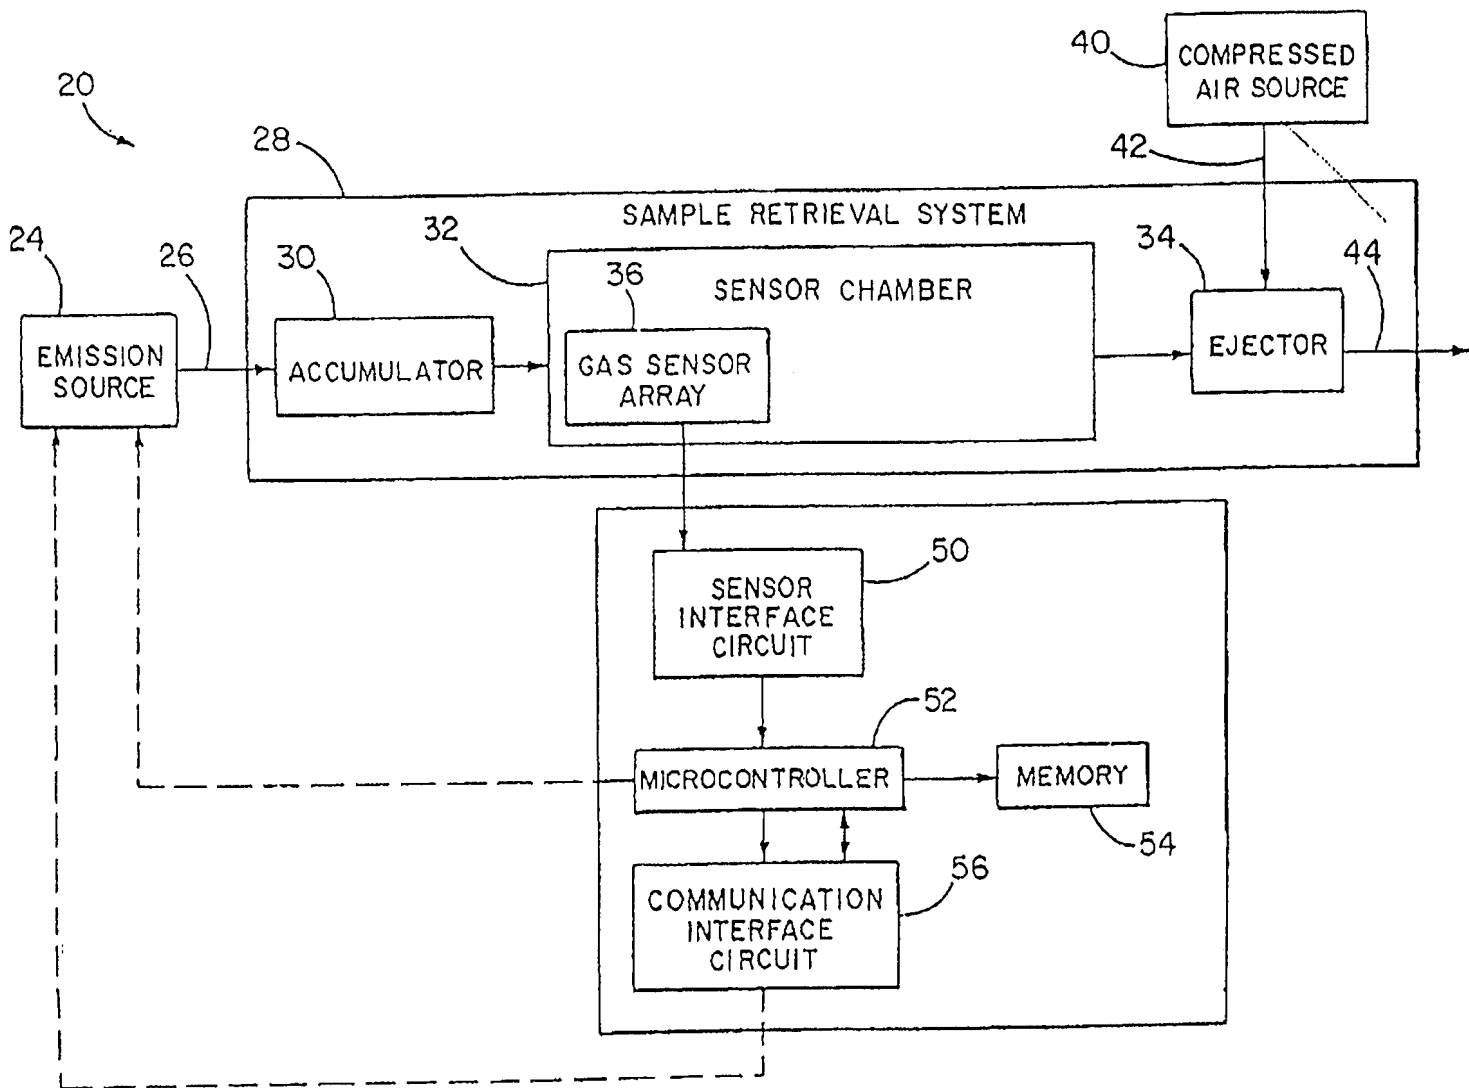 40
COMPRESSED
AIR SOURCE
20
42
28
SAMPLE RETRIEVAL SYSTEM
24
26
30
32
36
SENSOR CHAMBER
34
44
EMISSION
SOURCE
ACCUMULATOR
GAS SENSOR
ARRAY
EJECTOR
50
SENSOR
INTERFACE
CIRCUIT
52
MICROCONTROLLER
MEMORY
54
56
COMMUNICATION
INTERFACE
CIRCUIT